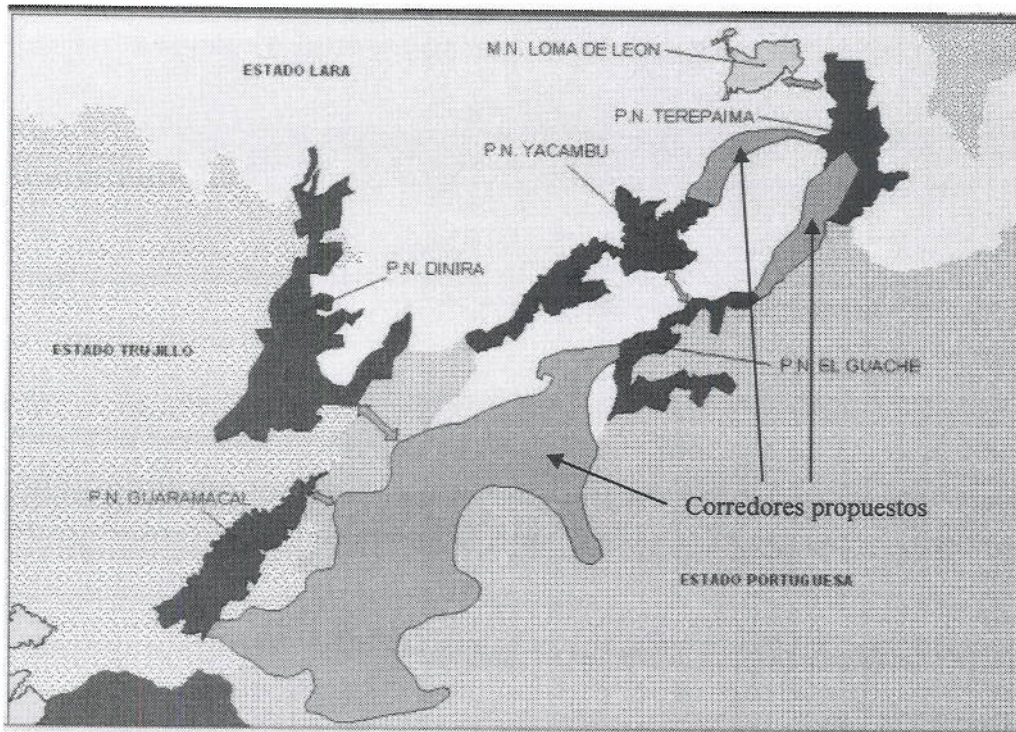 M.N. LOMA DE LEON
ESTADO LARA
P.N. TEREPAIMA
P.N. YACAMBU
P.N. DINIRA
ESTADO TRUJILLO
P.N. EL GUACHE
P.N. GUARAMACAL
Corredores propuestos
ESTADO PORTUGUESA